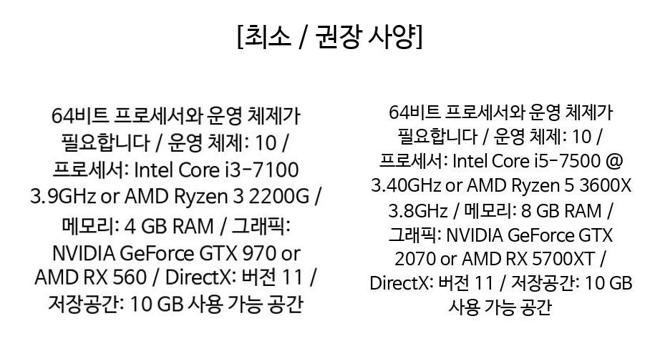 [최소 / 권장 사양]
64비트 프로세서와 운영 체제가
필요합니다 / 운영 체제: 10 /
프로세서: Intel Core i3-7100
3.9GHz or AMD Ryzen 3 2200G /
메모리: 4 GB RAM / 그래픽:
NVIDIA GeForce GTX 970 or
AMD RX 560 / DirectX: 버전 11 /
저장공간: 10 GB 사용 가능 공간
64비트 프로세서와 운영 체제가
필요합니다 / 운영 체제: 10 /
프로세서: Intel Core i5-7500 @
3.40GHz or AMD Ryzen 5 3600X
3.8GHz / 메모리: 8 GB RAM /
그래픽: NVIDIA GeForce GTX
2070 or AMD RX 5700XT /
DirectX: 버전 11 / 저장공간: 10 GB
사용 가능 공간